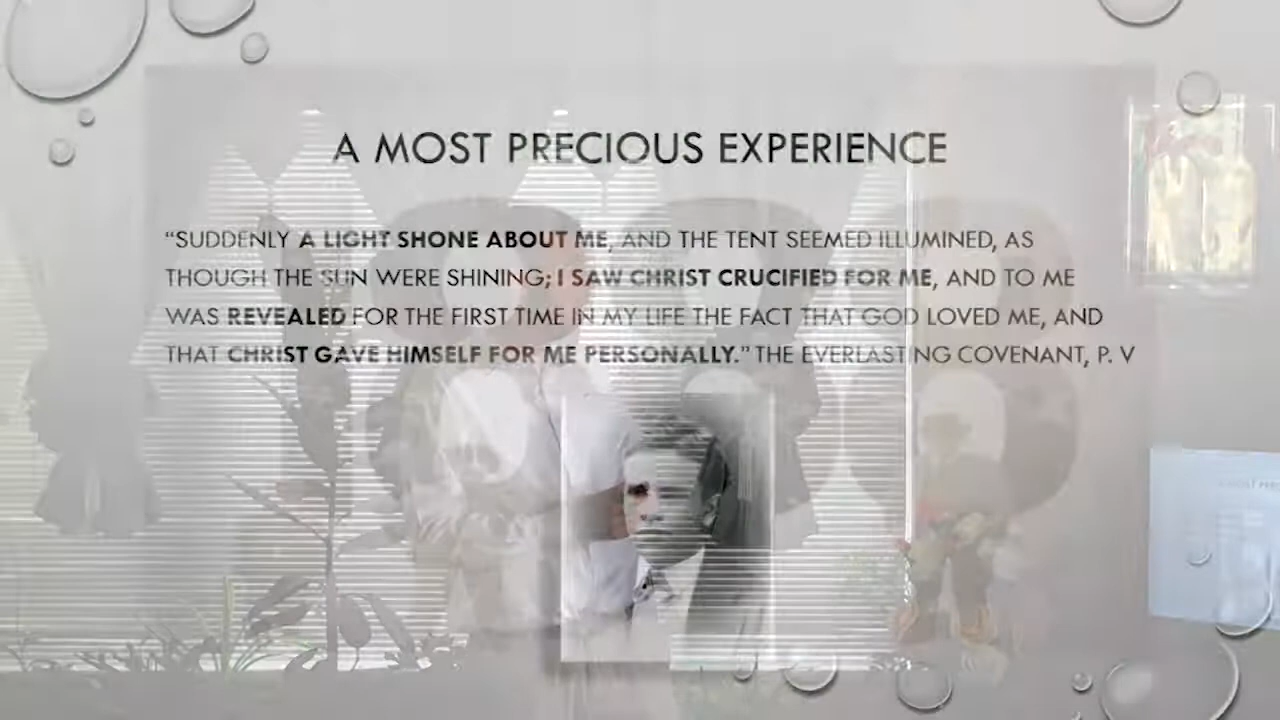 A MOST PRECIOUS EXPERIENCE
“SUDDENLY A LIGHT SHONE ABOUT ME, AND THE TENT SEEMED ILLUMINED, AS
THOUGH THE SUN WERE SHINING; I SAW CHRIST CRUCIFIED FOR ME, AND TO ME
WAS REVEALED FOR THE FIRST TIME IN MY LIFE THE FACT THAT GOD LOVED ME, AND
THAT CHRIST GAVE HIMSELF FOR ME PERSONALLY.” THE EVERLASTING COVENANT, P. V